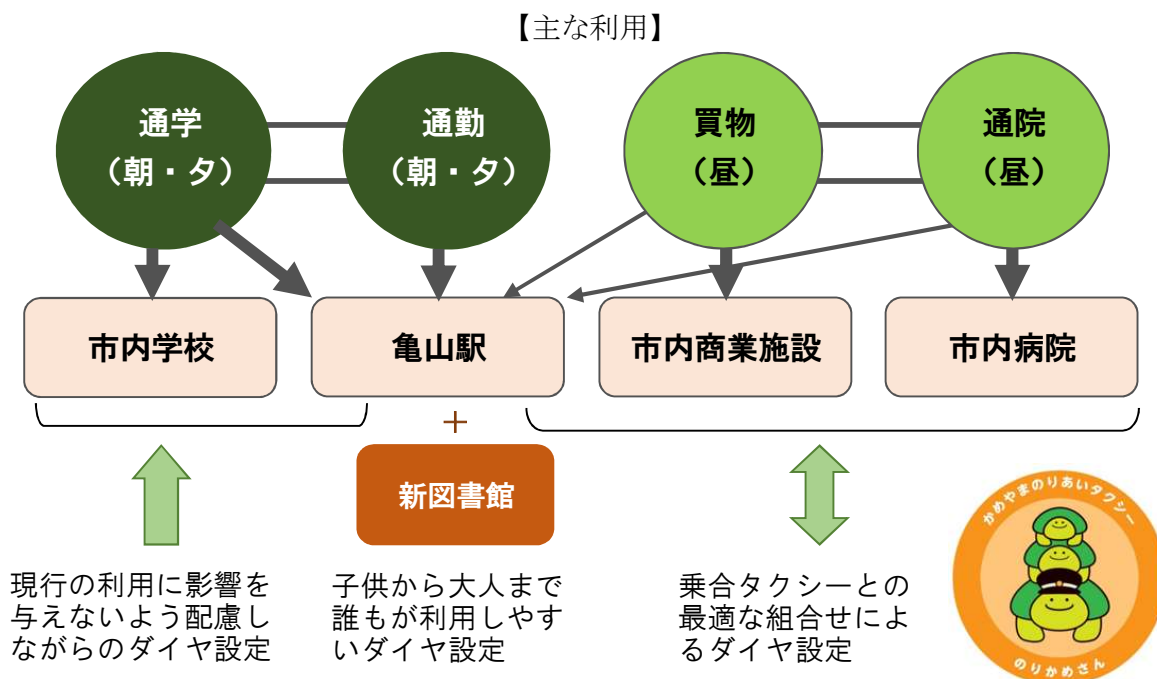 【主な利用】
通学
（朝・夕）
通勤
（朝・夕）
買物
（昼）
通院
（昼）
市内学校
亀山駅
市内商業施設
市内病院
＋
新図書館
現行の利用に影響を
与えないよう配慮し
ながらのダイヤ設定
子供から大人まで
誰もが利用しやす
いダイヤ設定
乗合タクシーとの
最適な組合せによ
るダイヤ設定
かめやまのりあいタクシー
のりかめさん